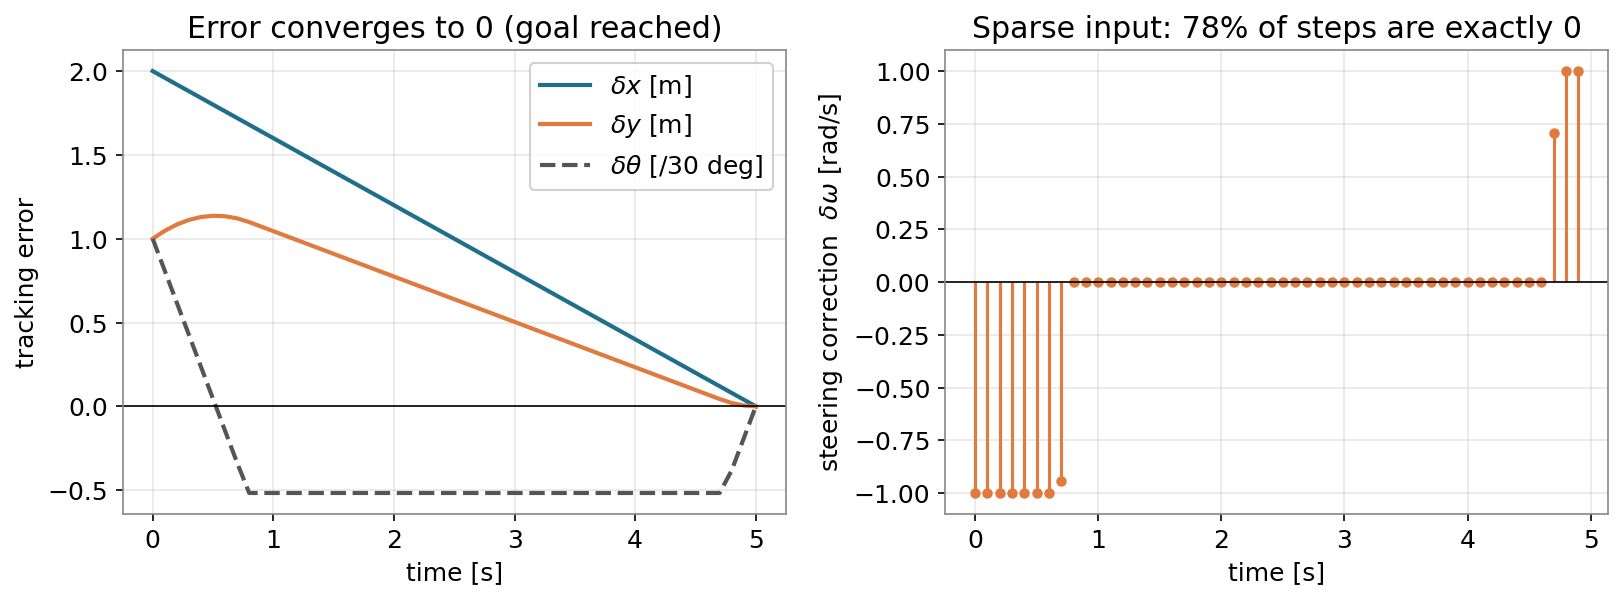 Error converges to 0 (goal reached)
2.0
1.5
1.0
0.5
0.0
−0.5
tracking error
δx [m]
δy [m]
δθ [/30 deg]
0 1 2 3 4 5
time [s]
Sparse input: 78% of steps are exactly 0
1.00
0.75
0.50
0.25
0.00
−0.25
−0.50
−0.75
−1.00
steering correction δω [rad/s]
0 1 2 3 4 5
time [s]